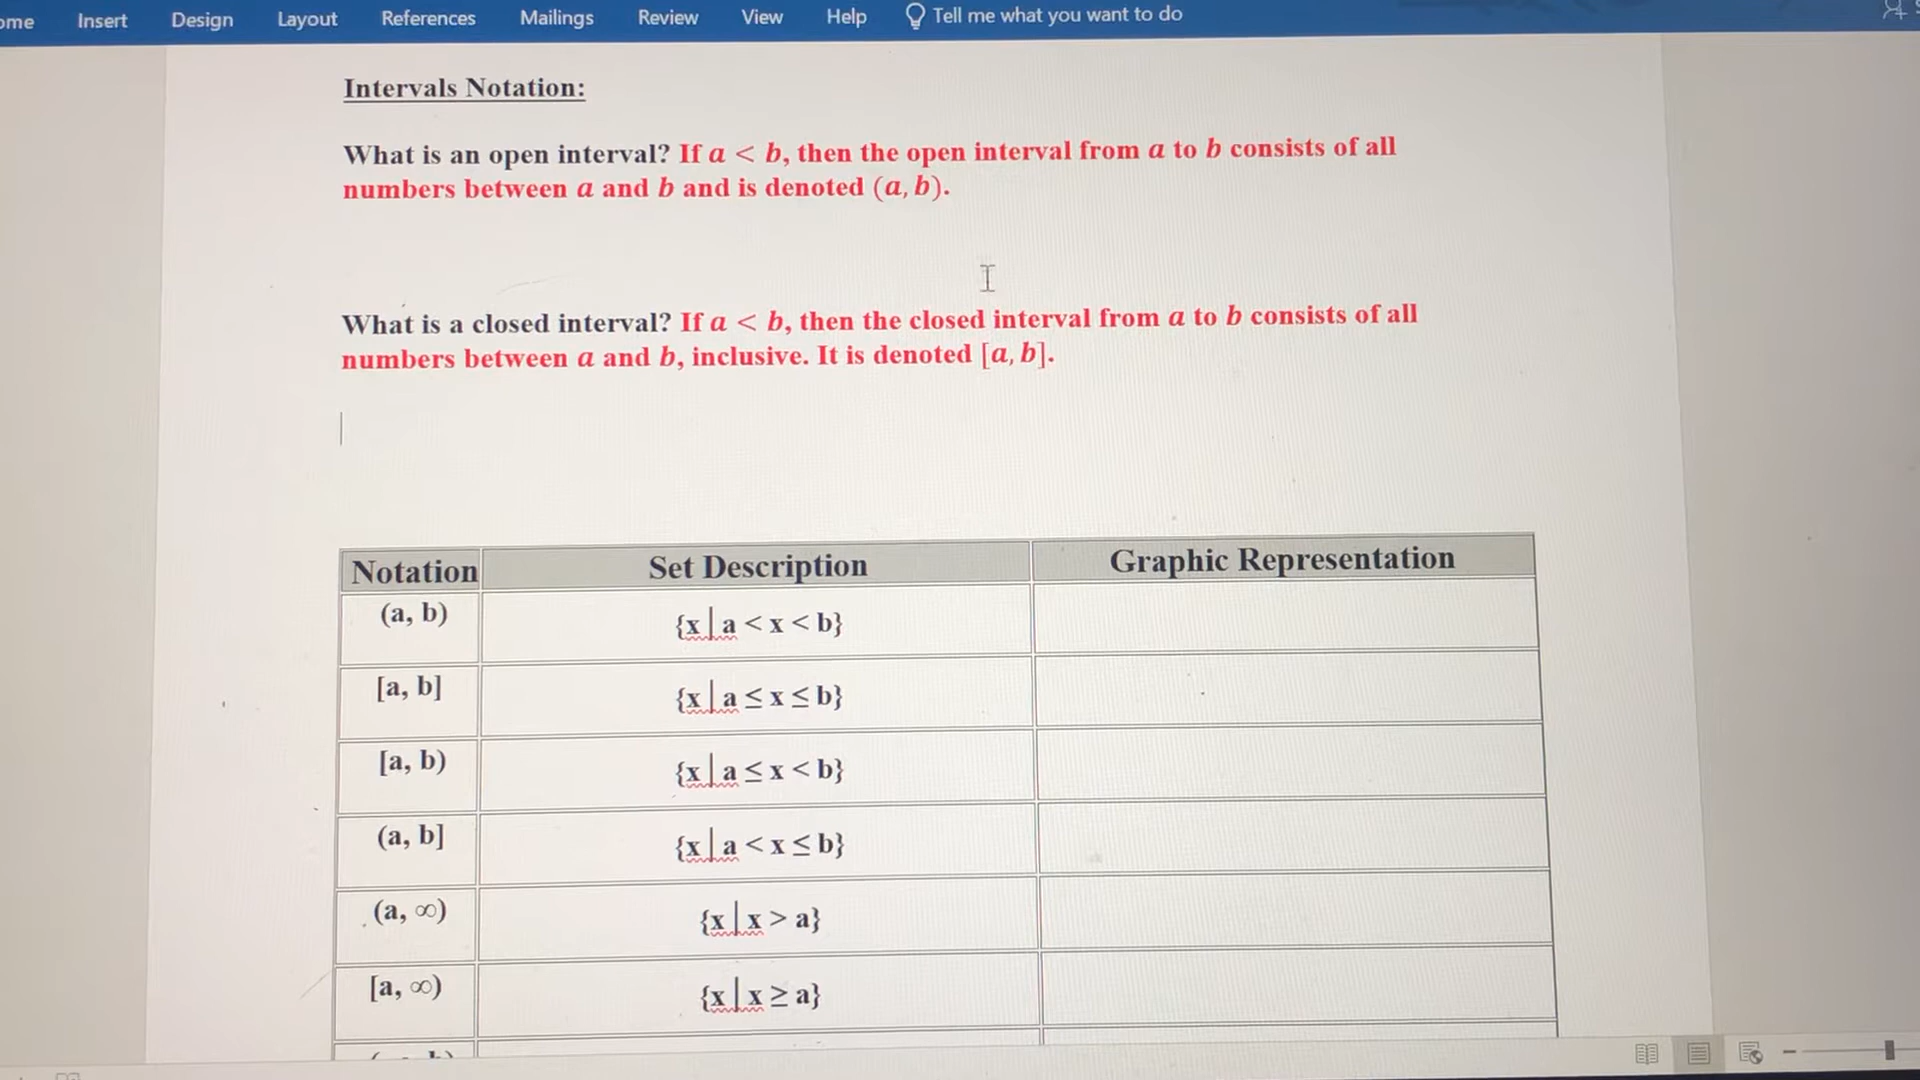 Insert Design Layout References Mailings Review View Help Tell me what you want to do
Intervals Notation:
What is an open interval? If a < b, then the open interval from a to b consists of all
numbers between a and b and is denoted (a, b).
What is a closed interval? If a < b, then the closed interval from a to b consists of all
numbers between a and b, inclusive. It is denoted [a, b].
Notation Set Description Graphic Representation
(a, b) {x | a < x < b}
[a, b] {x | a ≤ x ≤ b}
[a, b) {x | a ≤ x < b}
(a, b] {x | a < x ≤ b}
(a, ∞) {x | x > a}
[a, ∞) {x | x ≥ a}